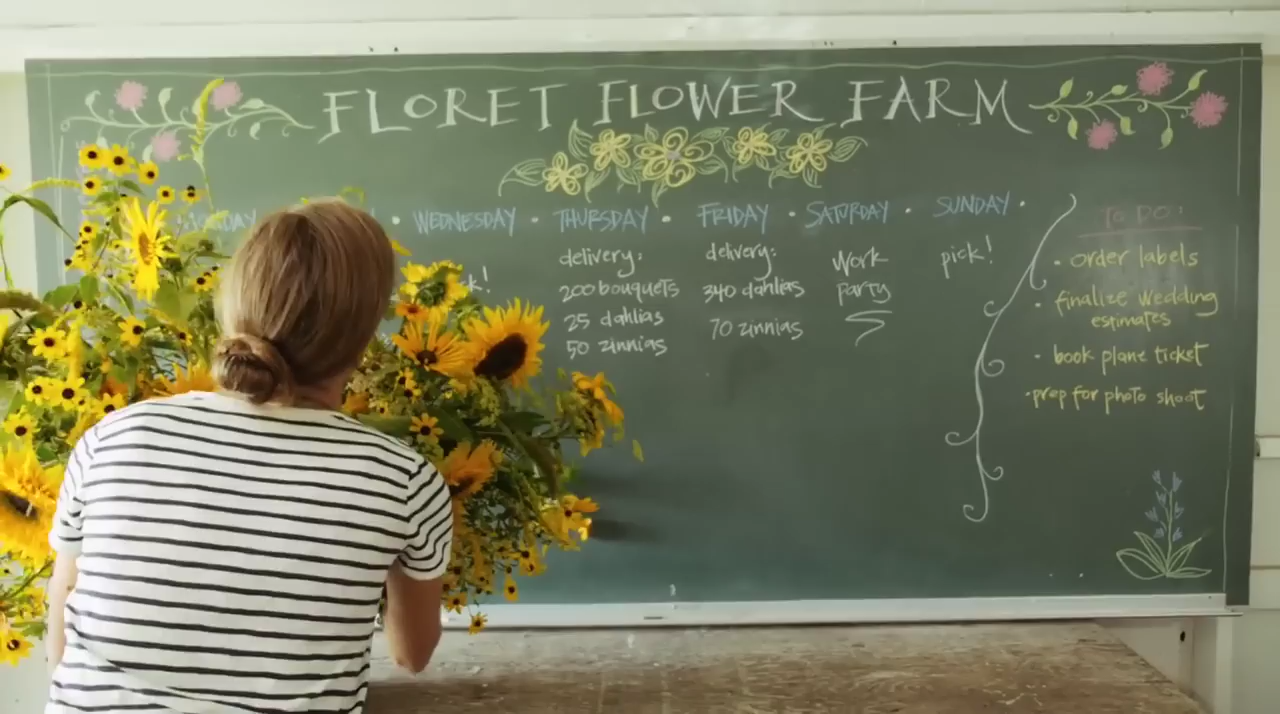 FLORET FLOWER FARM
MONDAY • WEDNESDAY • THURSDAY • FRIDAY • SATURDAY • SUNDAY •
delivery:
200 bouquets
25 dahlias
50 zinnias
delivery:
340 dahlias
70 zinnias
Work
Party
pick!
TO DO:
• order labels
• finalize wedding
estimates
• book plane ticket
• prep for photo shoot